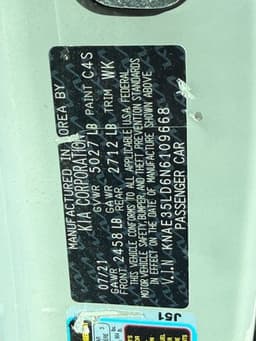 MANUFACTURED IN KOREA BY
KIA CORPORATION
07/21 GVWR 5027 LB PAINT C4S
GAWR GAWR TRIM WK
FRONT 2458 LB REAR 2712 LB
THIS VEHICLE CONFORMS TO ALL APPLICABLE U.S.A. FEDERAL
MOTOR VEHICLE SAFETY, BUMPER, AND THEFT PREVENTION STANDARDS
IN EFFECT ON THE DATE OF MANUFACTURE SHOWN ABOVE.
V.I.N. KNAE35LD6N6109668
PASSENGER CAR
J51